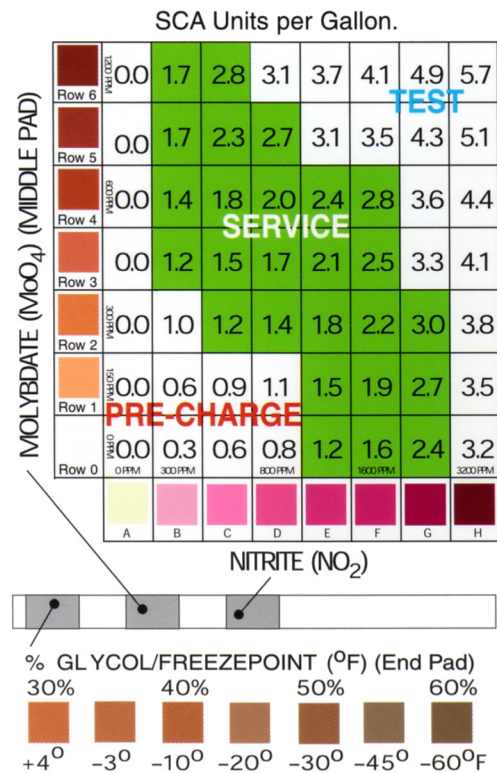 SCA Units per Gallon.
MOLYBDATE (MoO4) (MIDDLE PAD)
1200 PPM
0.0 1.7 2.8 3.1 3.7 4.1 4.9 5.7
Row 6
TEST
0.0 1.7 2.3 2.7 3.1 3.5 4.3 5.1
Row 5
600 PPM
0.0 1.4 1.8 2.0 2.4 2.8 3.6 4.4
Row 4
SERVICE
0.0 1.2 1.5 1.7 2.1 2.5 3.3 4.1
Row 3
300 PPM
0.0 1.0 1.2 1.4 1.8 2.2 3.0 3.8
Row 2
150 PPM
0.0 0.6 0.9 1.1 1.5 1.9 2.7 3.5
Row 1
PRE-CHARGE
0 PPM
0.0 0.3 0.6 0.8 1.2 1.6 2.4 3.2
Row 0
0 PPM 300 PPM 800 PPM 1600 PPM 3200 PPM
A B C D E F G H
NITRITE (NO2)
% GLYCOL/FREEZEPOINT (ºF) (End Pad)
30% 40% 50% 60%
+4º –3º –10º –20º –30º –45º –60ºF